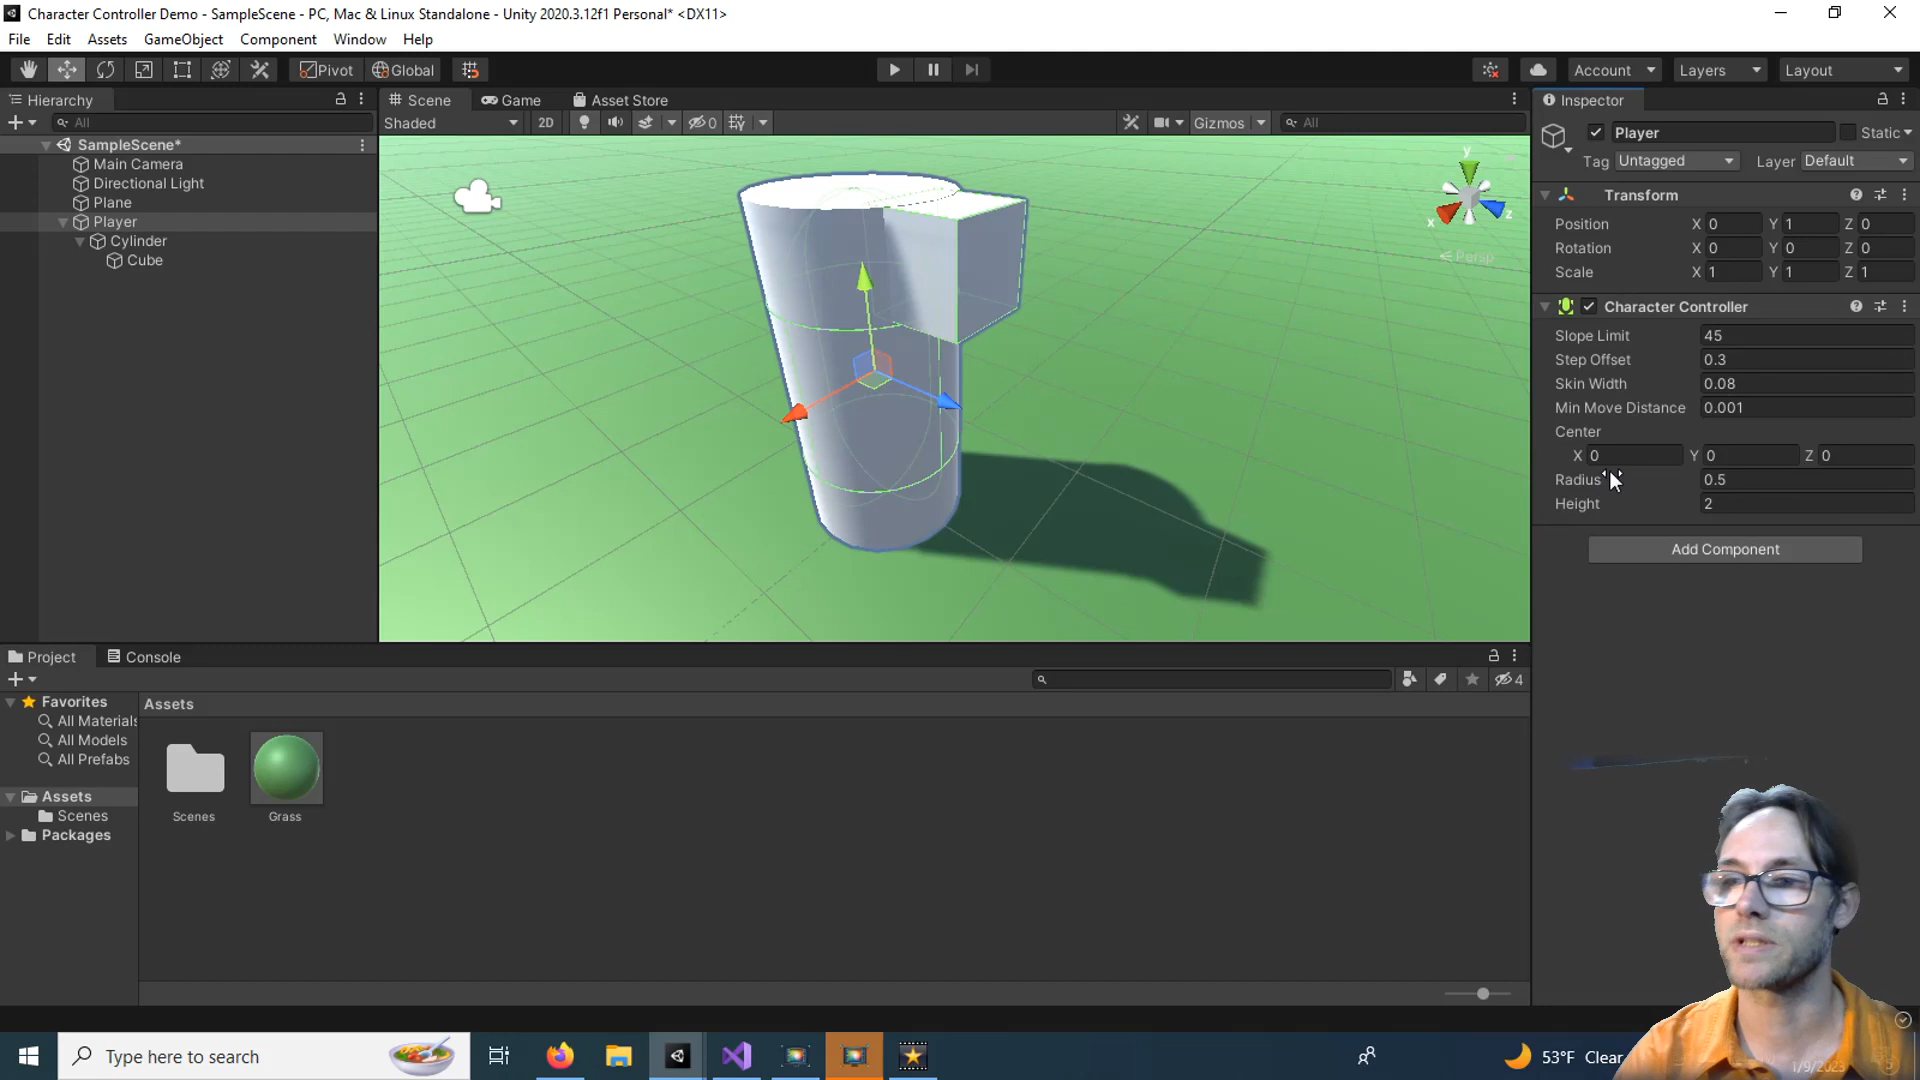 Character Controller Demo - SampleScene - PC, Mac & Linux Standalone - Unity 2020.3.12f1 Personal* <DX11>
File Edit Assets GameObject Component Window Help
Pivot Global Account Layers Layout
Hierarchy
All
SampleScene*
Main Camera
Directional Light
Plane
Player
Cylinder
Cube
Scene Game Asset Store
Shaded 2D 0 Gizmos All
y
x
z
Persp
Inspector
Player Static
Tag Untagged Layer Default
Transform
Position X 0 Y 1 Z 0
Rotation X 0 Y 0 Z 0
Scale X 1 Y 1 Z 1
Character Controller
Slope Limit 45
Step Offset 0.3
Skin Width 0.08
Min Move Distance 0.001
Center
X 0 Y 0 Z 0
Radius 0.5
Height 2
Add Component
Project Console
4
Favorites
All Materials
All Models
All Prefabs
Assets
Scenes
Packages
Assets
Scenes
Grass
Type here to search
53°F Clear
1/9/2023